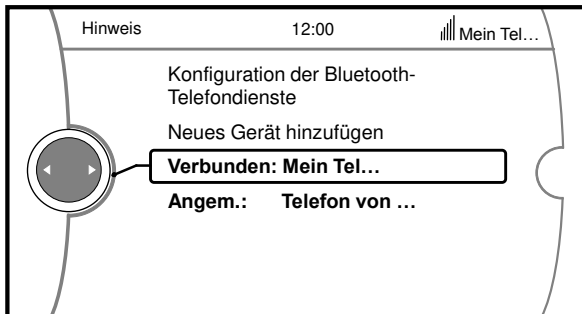 Hinweis 12:00 Mein Tel…
Konfiguration der Bluetooth-
Telefondienste
Neues Gerät hinzufügen
Verbunden: Mein Tel…
Angem.: Telefon von …